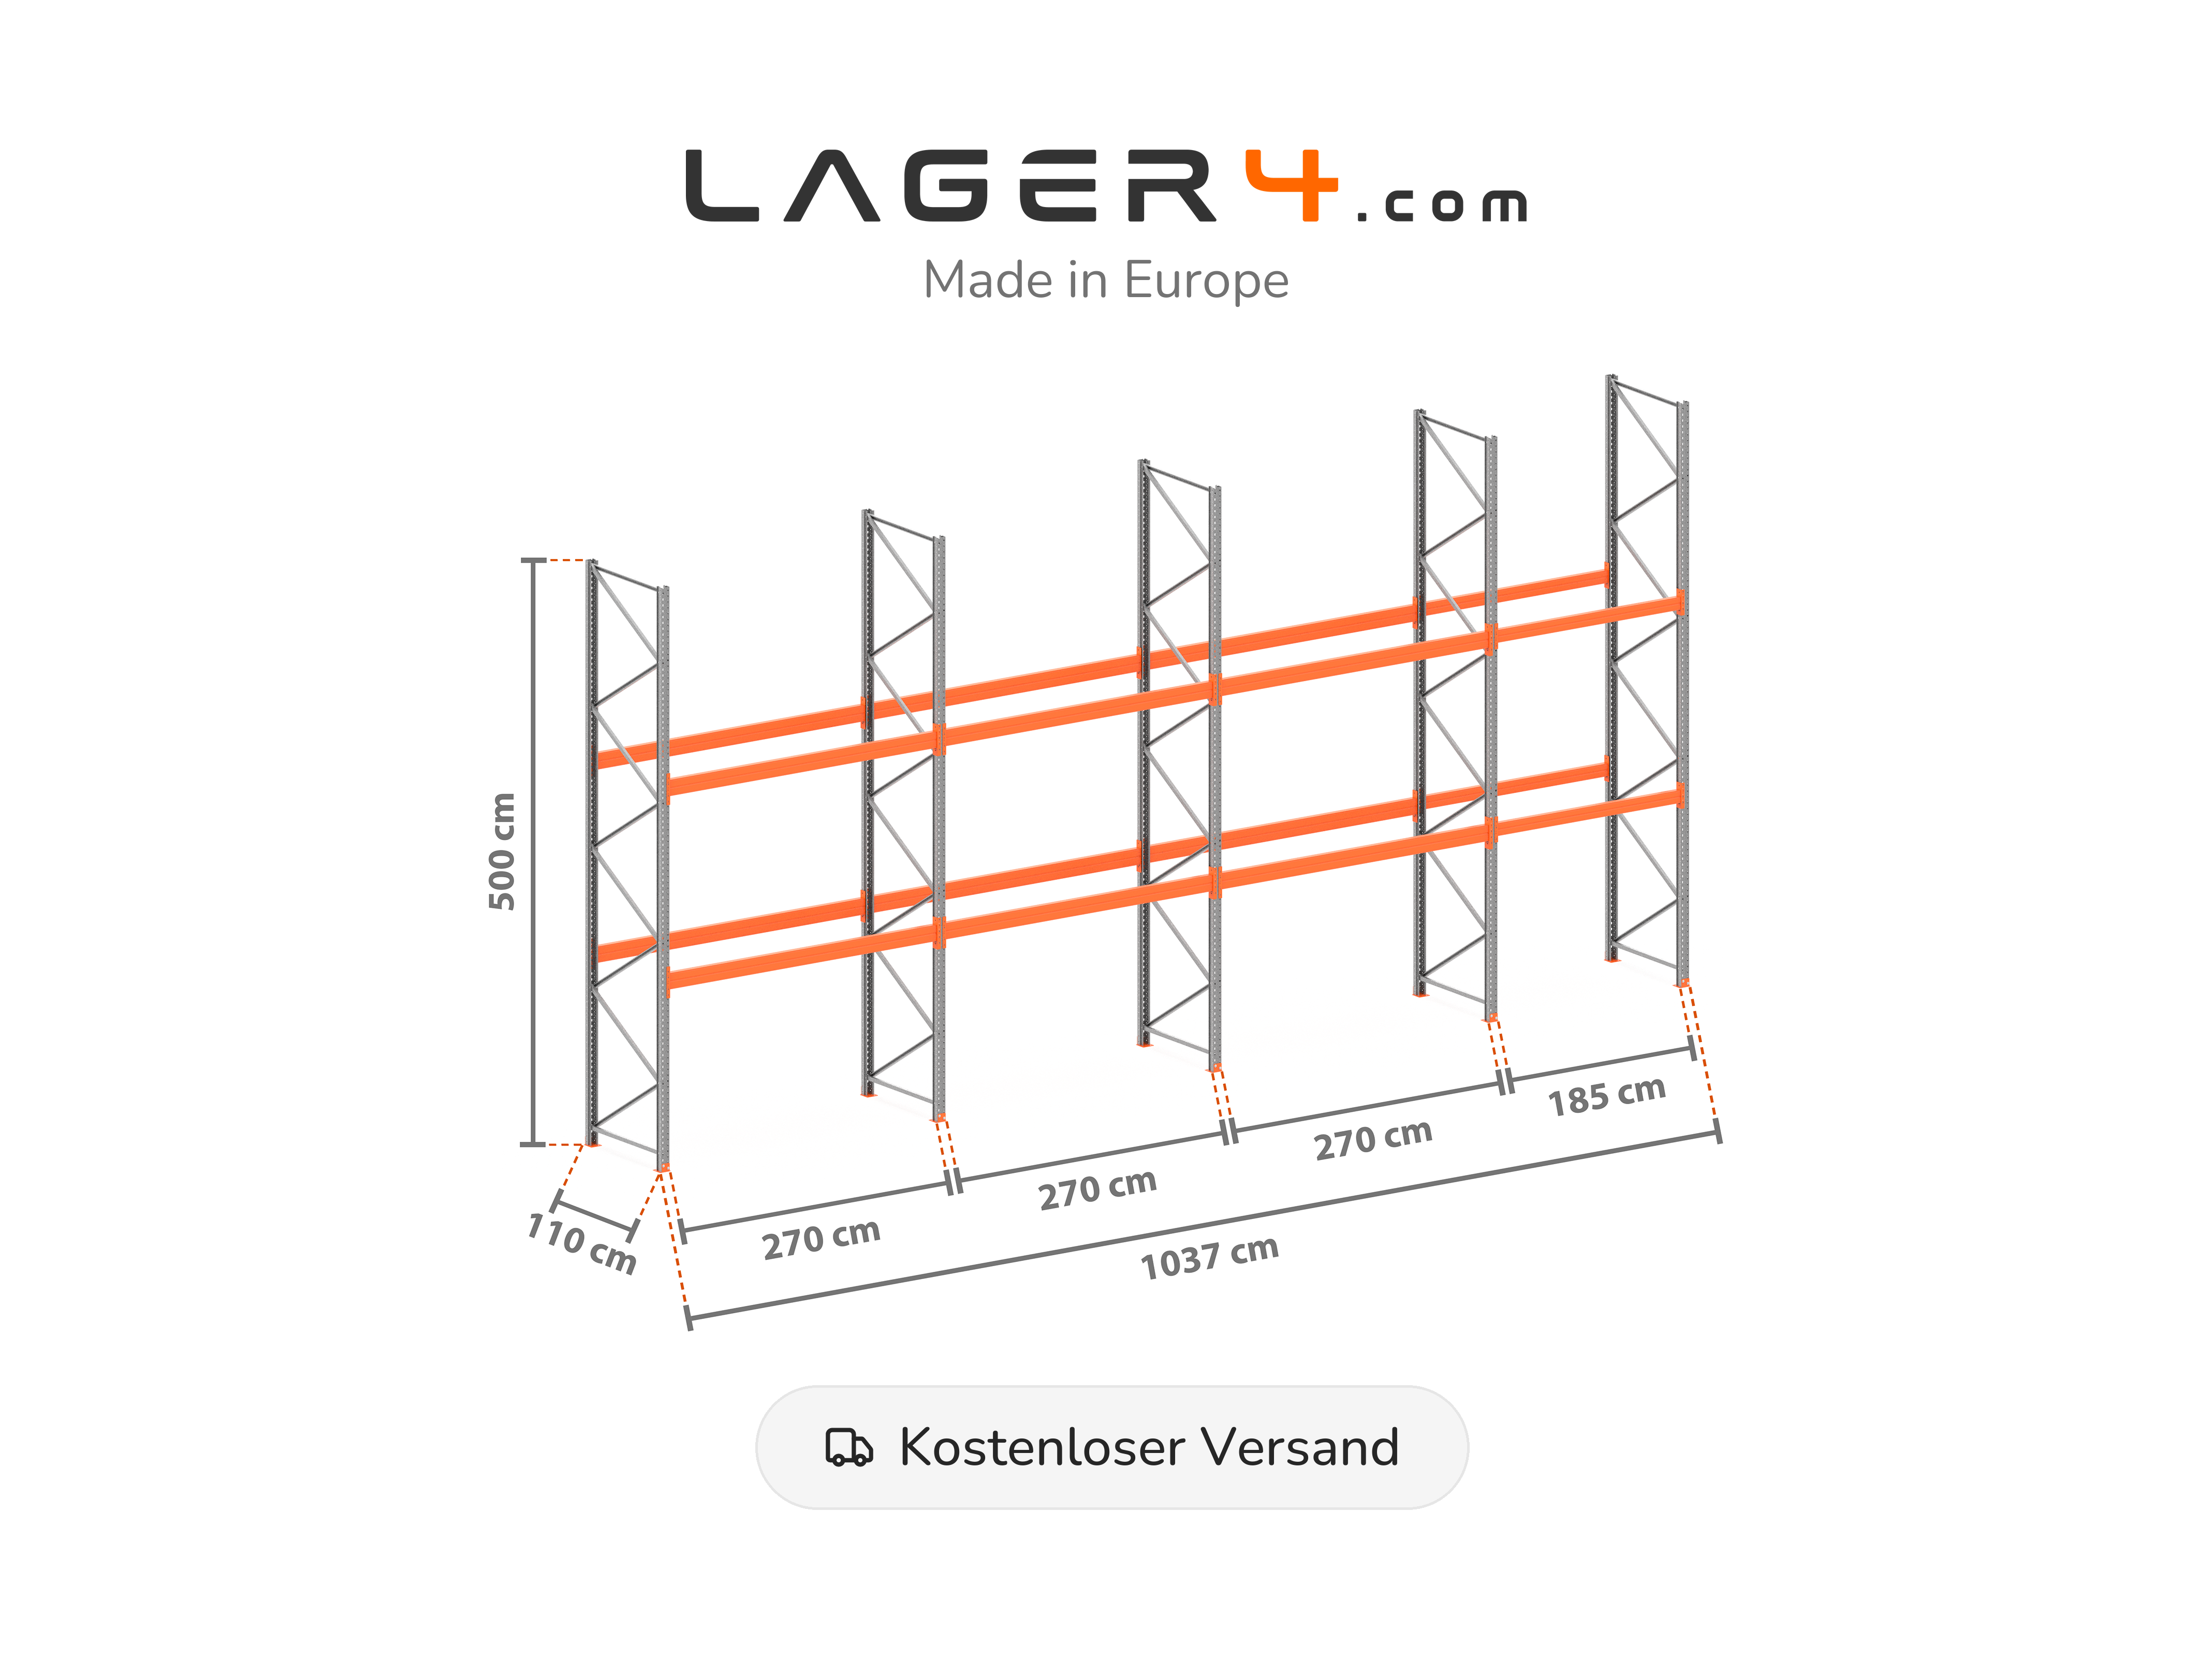 LAGER4.com
Made in Europe
500 cm
110 cm
270 cm
270 cm
270 cm
185 cm
1037 cm
Kostenloser Versand